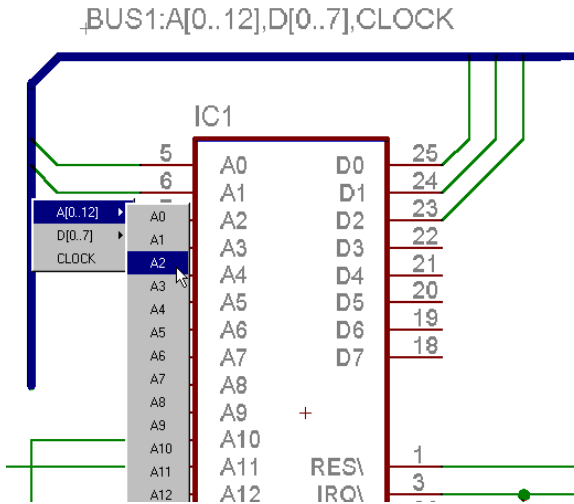 BUS1:A[0..12],D[0..7],CLOCK
IC1
5 A0 D0 25
6 A1 D1 24
A2 D2 23
A3 D3 22
A4 D4 21
A5 D5 20
A6 D6 19
A7 D7 18
A8
A9
A10
A11 RES\ 1
A12 IRQ\ 3
A[0..12]
D[0..7]
CLOCK
A0
A1
A2
A3
A4
A5
A6
A7
A8
A9
A10
A11
A12